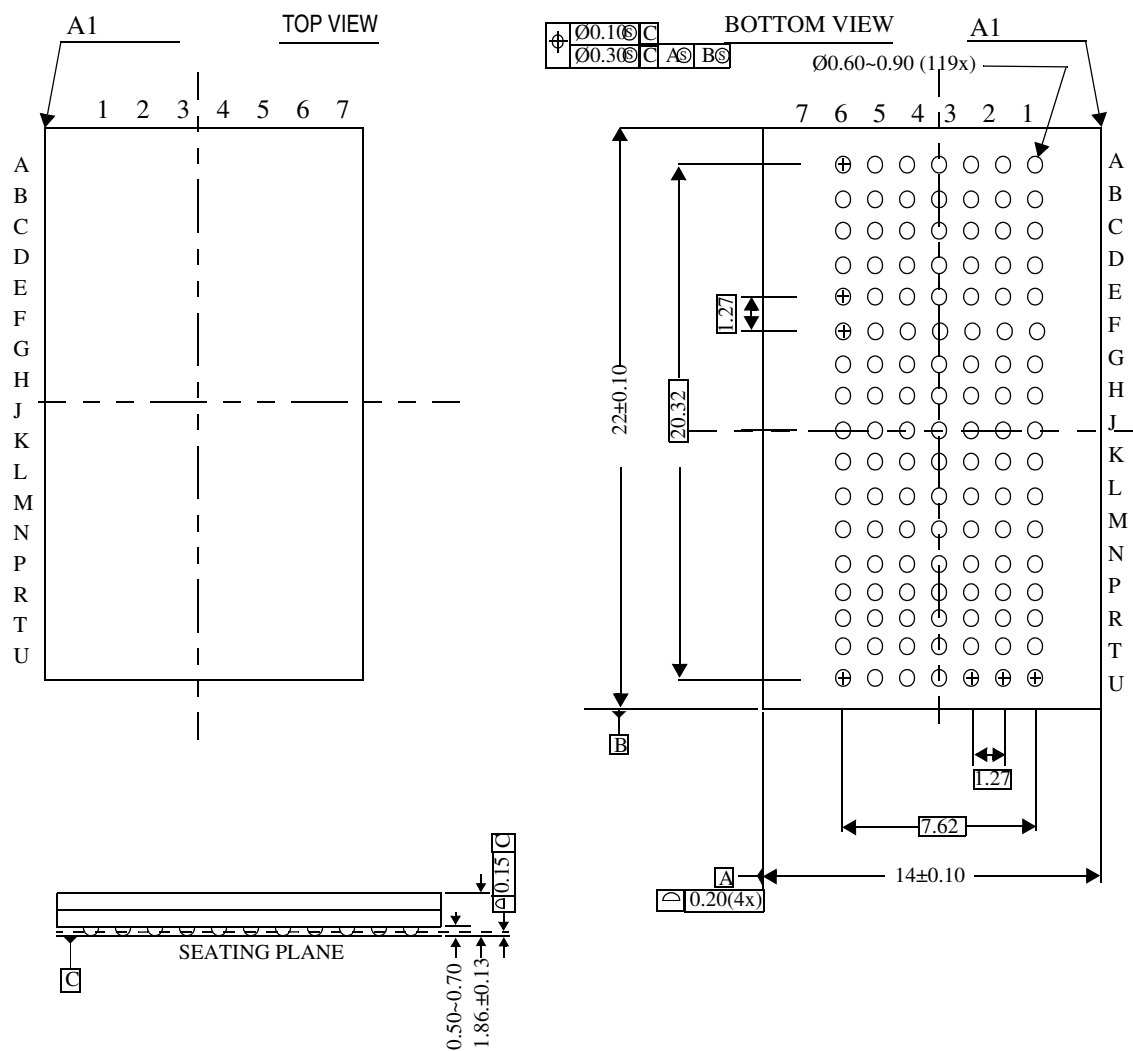 A1
TOP VIEW
1 2 3 4 5 6 7
A
B
C
D
E
F
G
H
J
K
L
M
N
P
R
T
U
Ø0.10Ⓢ C
Ø0.30Ⓢ C AⓈ BⓈ
BOTTOM VIEW
A1
Ø0.60~0.90 (119x)
7 6 5 4 3 2 1
A
B
C
D
E
F
G
H
J
K
L
M
N
P
R
T
U
1.27
22±0.10
20.32
B
1.27
7.62
A
14±0.10
0.20(4x)
0.15 C
SEATING PLANE
C
0.50~0.70
1.86.±0.13